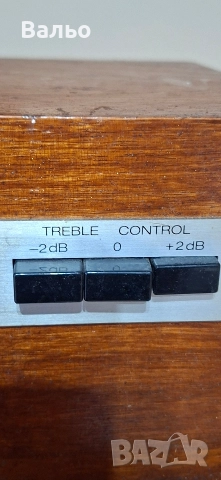 Вальо
TREBLE CONTROL
-2dB 0 +2dB
BAZAR